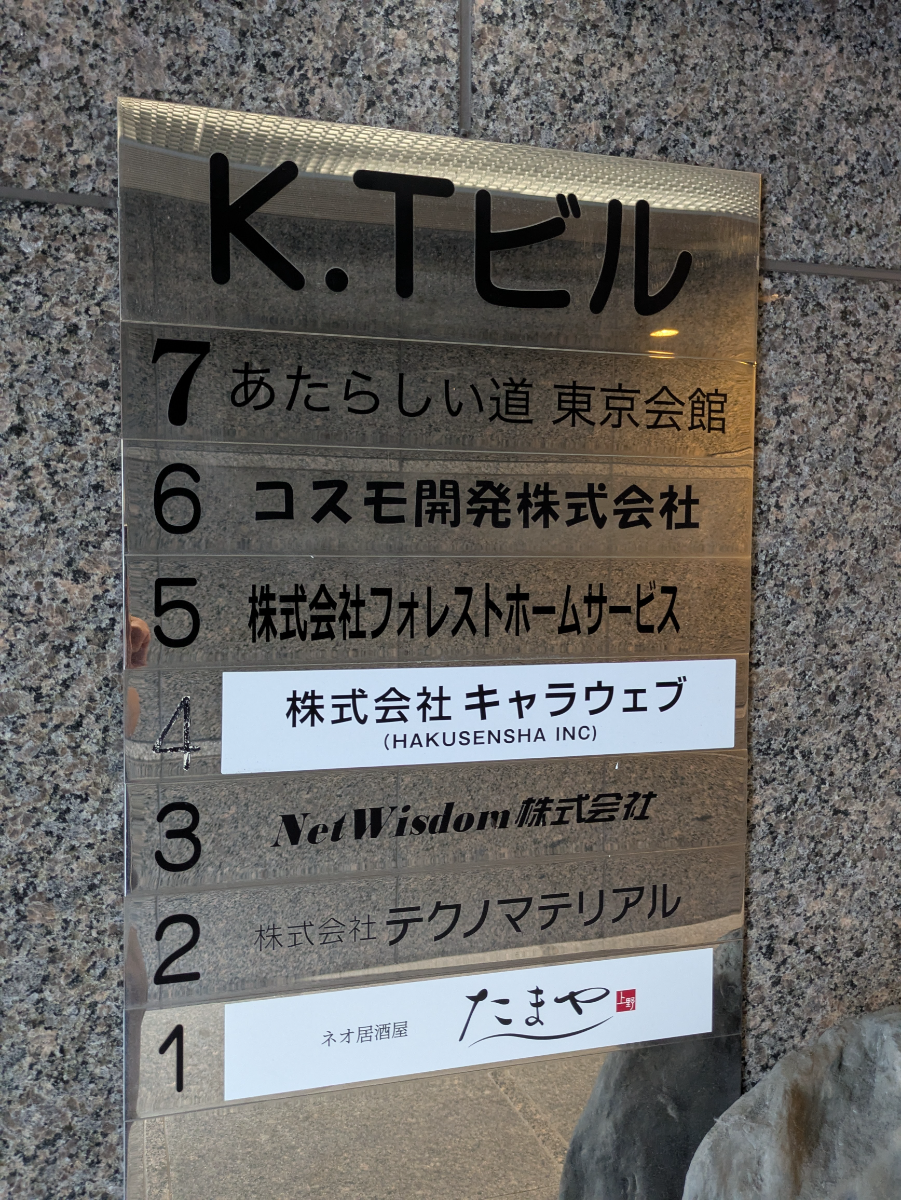 K.Tビル
7 あたらしい道 東京会館
6 コスモ開発株式会社
5 株式会社フォレストホームサービス
4 株式会社 キャラウェブ
(HAKUSENSHA INC)
3 NetWisdom株式会社
2 株式会社 テクノマテリアル
1 ネオ居酒屋 たまや 上野